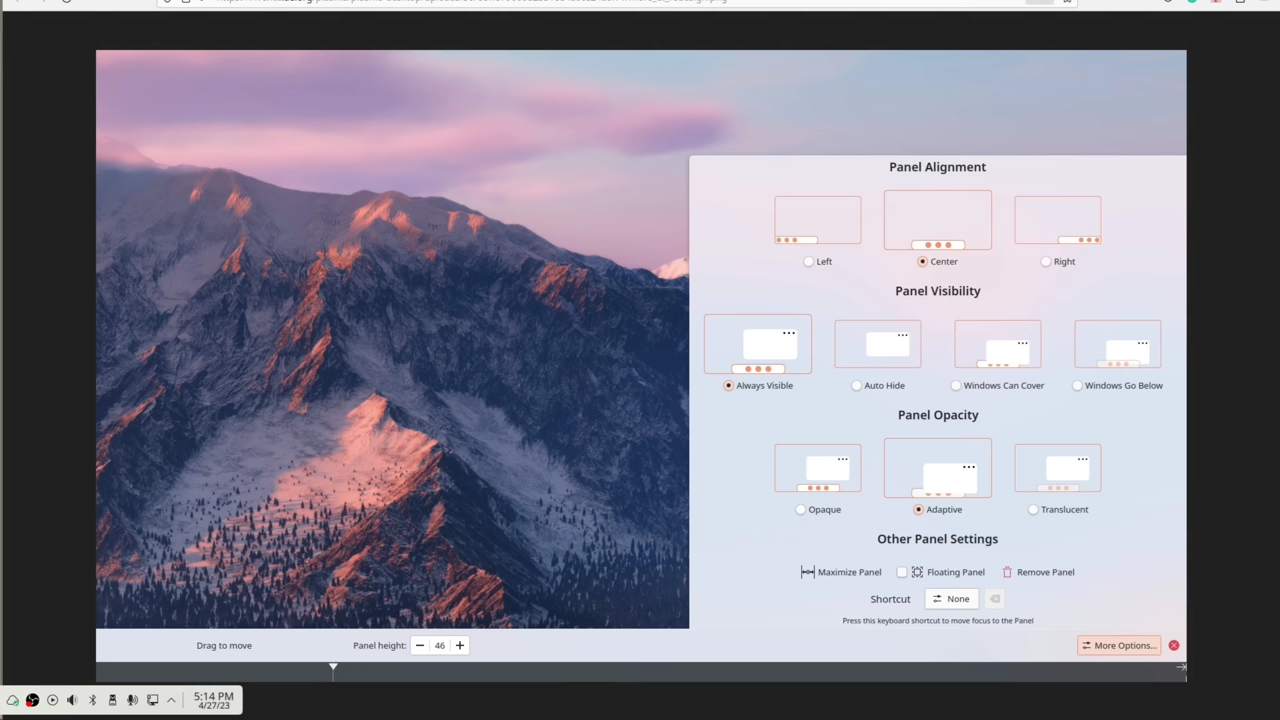 Panel Alignment
Left
Center
Right
Panel Visibility
Always Visible
Auto Hide
Windows Can Cover
Windows Go Below
Panel Opacity
Opaque
Adaptive
Translucent
Other Panel Settings
Maximize Panel
Floating Panel
Remove Panel
Shortcut
None
Press this keyboard shortcut to move focus to the Panel
Drag to move
Panel height:
46
More Options...
5:14 PM
4/27/23